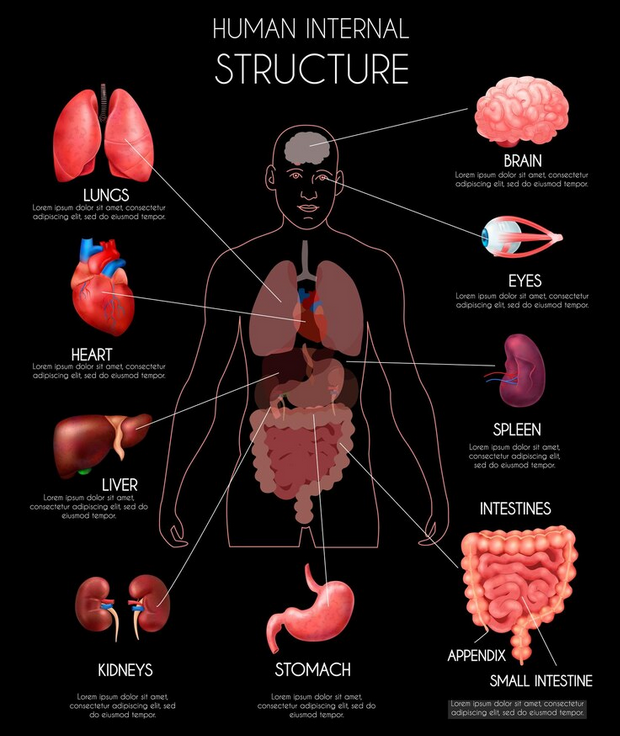 HUMAN INTERNAL
STRUCTURE
LUNGS
Lorem ipsum dolor sit amet, consectetur
adipiscing elit, sed do eiusmod tempor.
BRAIN
Lorem ipsum dolor sit amet, consectetur
adipiscing elit, sed do eiusmod tempor.
HEART
Lorem ipsum dolor sit amet, consectetur
adipiscing elit, sed do eiusmod tempor.
EYES
Lorem ipsum dolor sit amet, consectetur
adipiscing elit, sed do eiusmod tempor.
LIVER
Lorem ipsum dolor sit amet,
consectetur adipiscing elit, sed do
eiusmod tempor.
SPLEEN
Lorem ipsum dolor sit amet,
consectetur adipiscing elit, sed do
eiusmod tempor.
KIDNEYS
Lorem ipsum dolor sit amet,
consectetur adipiscing elit, sed
do eiusmod tempor.
STOMACH
Lorem ipsum dolor sit amet,
consectetur adipiscing elit, sed
do eiusmod tempor.
INTESTINES
APPENDIX
SMALL INTESTINE
Lorem ipsum dolor sit amet, consectetur
adipiscing elit, sed do eiusmod tempor.